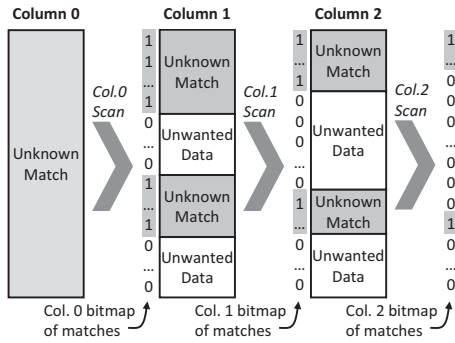 Column 0
Column 1
Column 2
Unknown
Match
Col.0
Scan
1
1
...
1
0
0
...
0
1
...
1
0
...
0
Unknown
Match
Unwanted
Data
Unknown
Match
Unwanted
Data
Col.1
Scan
1
...
1
0
0
...
0
0
1
...
1
0
...
0
Unknown
Match
Unwanted
Data
Unknown
Match
Unwanted
Data
Col.2
Scan
1
...
1
0
0
0
...
0
0
0
1
0
...
0
Col. 0 bitmap
of matches
Col. 1 bitmap
of matches
Col. 2 bitmap
of matches